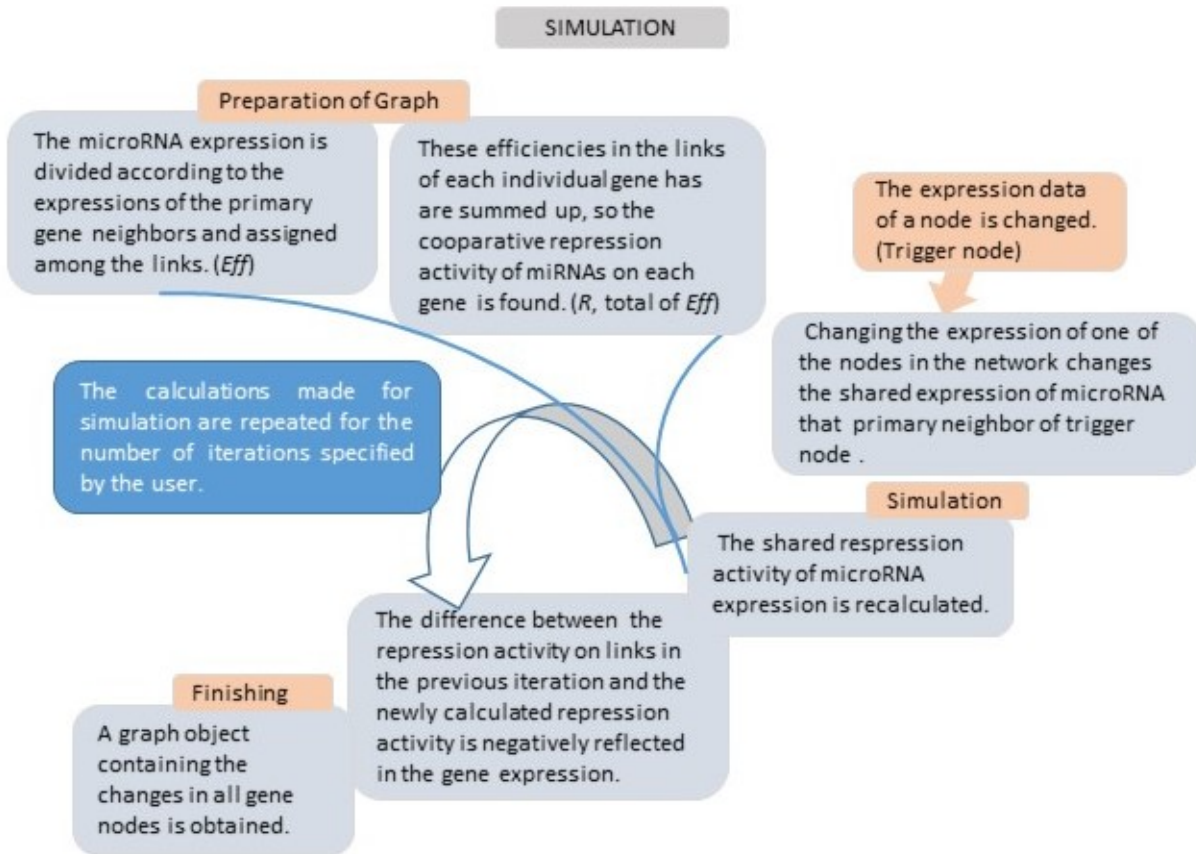 SIMULATION
Preparation of Graph
The microRNA expression is
divided according to the
expressions of the primary
gene neighbors and assigned
among the links. (Eff)
These efficiencies in the links
of each individual gene has
are summed up, so the
cooparative repression
activity of miRNAs on each
gene is found. (R, total of Eff)
The expression data
of a node is changed.
(Trigger node)
Changing the expression of one of
the nodes in the network changes
the shared expression of microRNA
that primary neighbor of trigger
node .
The calculations made for
simulation are repeated for the
number of iterations specified
by the user.
Simulation
The shared respression
activity of microRNA
expression is recalculated.
The difference between the
repression activity on links in
the previous iteration and the
newly calculated repression
activity is negatively reflected
in the gene expression.
Finishing
A graph object
containing the
changes in all gene
nodes is obtained.